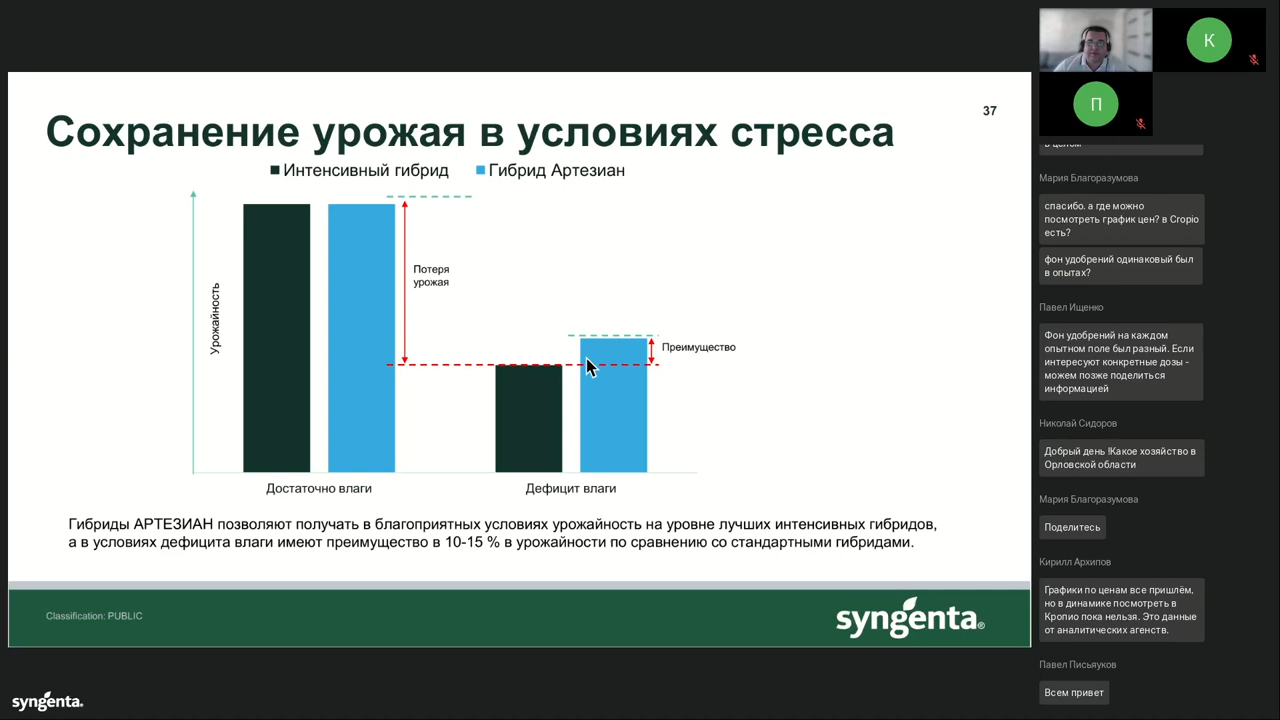 Сохранение урожая в условиях стресса
37
Интенсивный гибрид
Гибрид Артезиан
Урожайность
Потеря
урожая
Преимущество
Достаточно влаги
Дефицит влаги
Гибриды АРТЕЗИАН позволяют получать в благоприятных условиях урожайность на уровне лучших интенсивных гибридов,
а в условиях дефицита влаги имеют преимущество в 10-15 % в урожайности по сравнению со стандартными гибридами.
Classification: PUBLIC
syngenta®
syngenta.
К
П
в целом
Мария Благоразумова
спасибо. а где можно
посмотреть график цен? в Cropio
есть?
фон удобрений одинаковый был
в опытах?
Павел Ищенко
Фон удобрений на каждом
опытном поле был разный. Если
интересуют конкретные дозы -
можем позже поделиться
информацией
Николай Сидоров
Добрый день !Какое хозяйство в
Орловской области
Мария Благоразумова
Поделитесь
Кирилл Архипов
Графики по ценам все пришлём,
но в динамике посмотреть в
Кропио пока нельзя. Это данные
от аналитических агенств.
Павел Письяуков
Всем привет